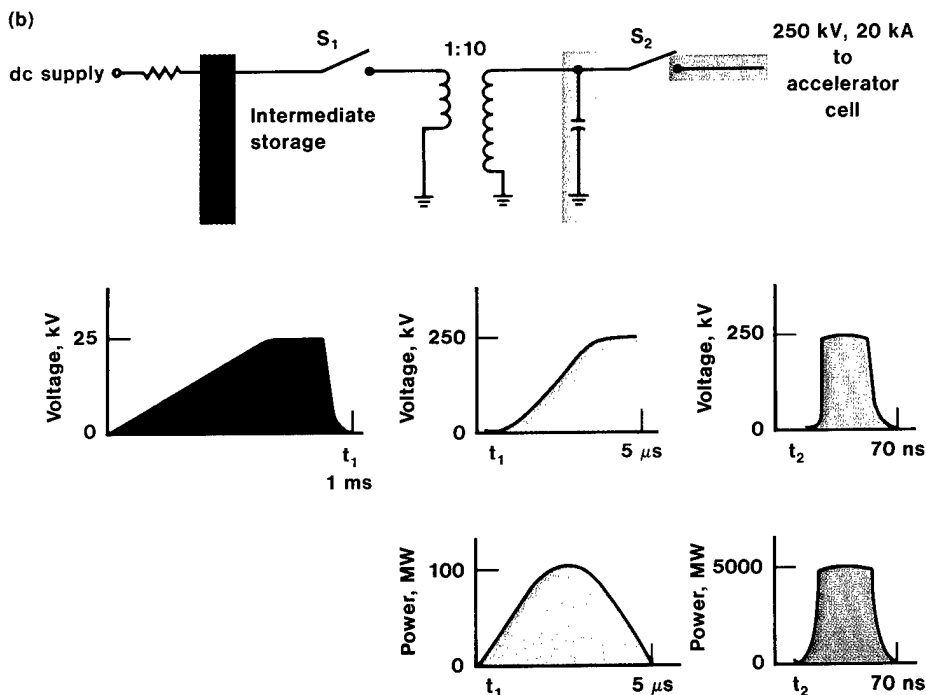 (b)
dc supply
S₁
1:10
S₂
250 kV, 20 kA
to
accelerator
cell
Intermediate
storage
Voltage, kV
25
0
t₁
1 ms
Voltage, kV
250
0
t₁
5 μs
Voltage, kV
250
0
t₂
70 ns
Power, MW
100
0
t₁
5 μs
Power, MW
5000
0
t₂
70 ns